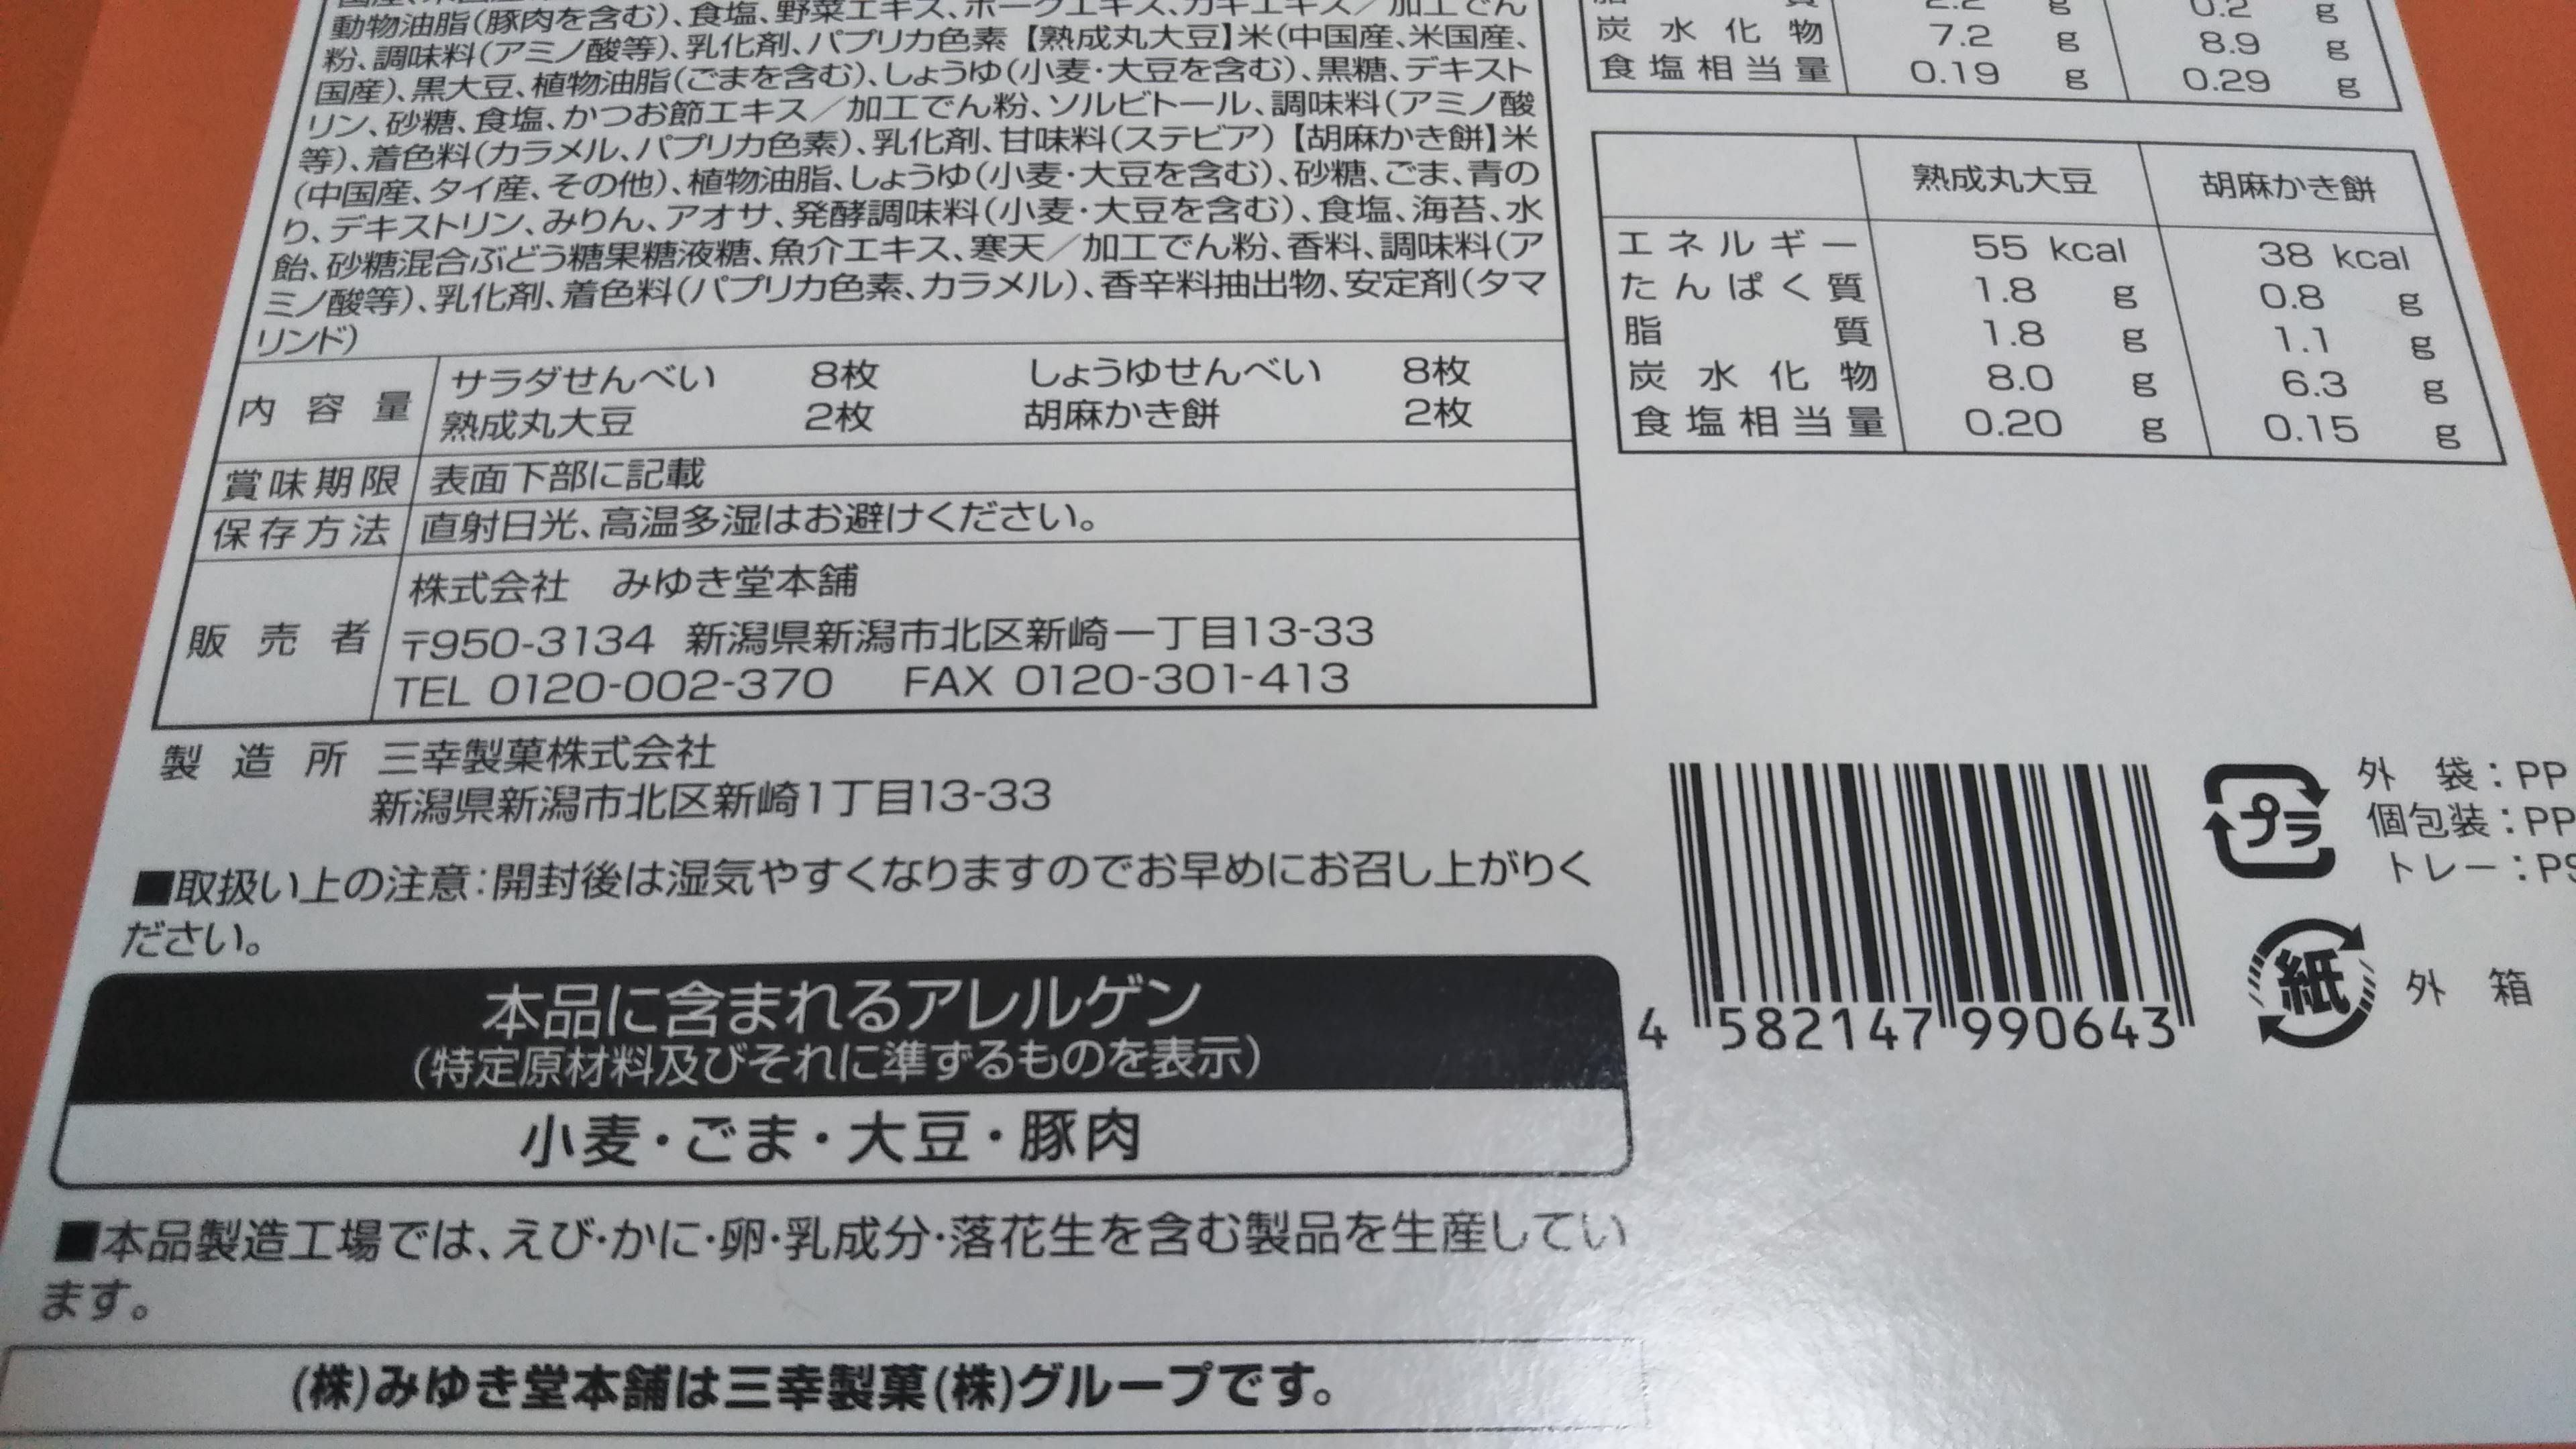 動物油脂(豚肉を含む)、食塩、野菜エキス、ポークエキス、カキエキス／加工でん
粉、調味料(アミノ酸等)、乳化剤、パプリカ色素【熟成丸大豆】米(中国産、米国産、
国産)、黒大豆、植物油脂(ごまを含む)、しょうゆ(小麦・大豆を含む)、黒糖、デキスト
リン、砂糖、食塩、かつお節エキス／加工でん粉、ソルビトール、調味料(アミノ酸
等)、着色料(カラメル、パプリカ色素)、乳化剤、甘味料(ステビア)【胡麻かき餅】米
(中国産、タイ産、その他)、植物油脂、しょうゆ(小麦・大豆を含む)、砂糖、ごま、青の
り、デキストリン、みりん、アオサ、発酵調味料(小麦・大豆を含む)、食塩、海苔、水
飴、砂糖混合ぶどう糖果糖液糖、魚介エキス、寒天／加工でん粉、香料、調味料(ア
ミノ酸等)、乳化剤、着色料(パプリカ色素、カラメル)、香辛料抽出物、安定剤(タマ
リンド)
内容量 サラダせんべい 8枚 しょうゆせんべい 8枚
熟成丸大豆 2枚 胡麻かき餅 2枚
賞味期限 表面下部に記載
保存方法 直射日光、高温多湿はお避けください。
販売者 株式会社 みゆき堂本舗
〒950-3134 新潟県新潟市北区新崎一丁目13-33
TEL 0120-002-370 FAX 0120-301-413
製造所 三幸製菓株式会社
新潟県新潟市北区新崎1丁目13-33
■取扱い上の注意：開封後は湿気やすくなりますのでお早めにお召し上がりく
ださい。
本品に含まれるアレルゲン
(特定原材料及びそれに準ずるものを表示)
小麦・ごま・大豆・豚肉
■本品製造工場では、えび・かに・卵・乳成分・落花生を含む製品を生産してい
ます。
(株)みゆき堂本舗は三幸製菓(株)グループです。
質 2.2 g 0.2 g
炭水化物 7.2 g 8.9 g
食塩相当量 0.19 g 0.29 g
熟成丸大豆 胡麻かき餅
エネルギー 55 kcal 38 kcal
たんぱく質 1.8 g 0.8 g
脂質 1.8 g 1.1 g
炭水化物 8.0 g 6.3 g
食塩相当量 0.20 g 0.15 g
4 582147 990643
プラ
外袋：PP
個包装：PP
トレー：PS
紙
外箱